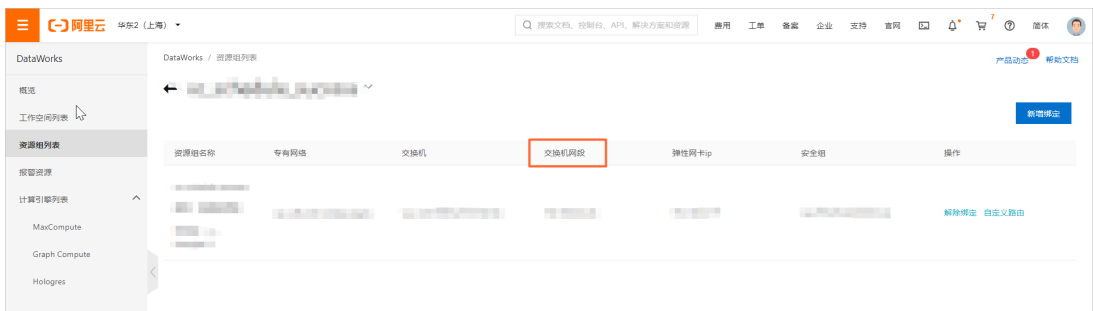 阿里云 华东2（上海） 搜索文档、控制台、API、解决方案和资源 费用 工单 备案 企业 支持 官网 7 简体
DataWorks
概览
工作空间列表
资源组列表
报警资源
计算引擎列表
MaxCompute
Graph Compute
Hologres
DataWorks / 资源组列表
产品动态 1 帮助文档
新增绑定
资源组名称 专有网络 交换机 交换机网段 弹性网卡ip 安全组 操作
解除绑定 自定义路由